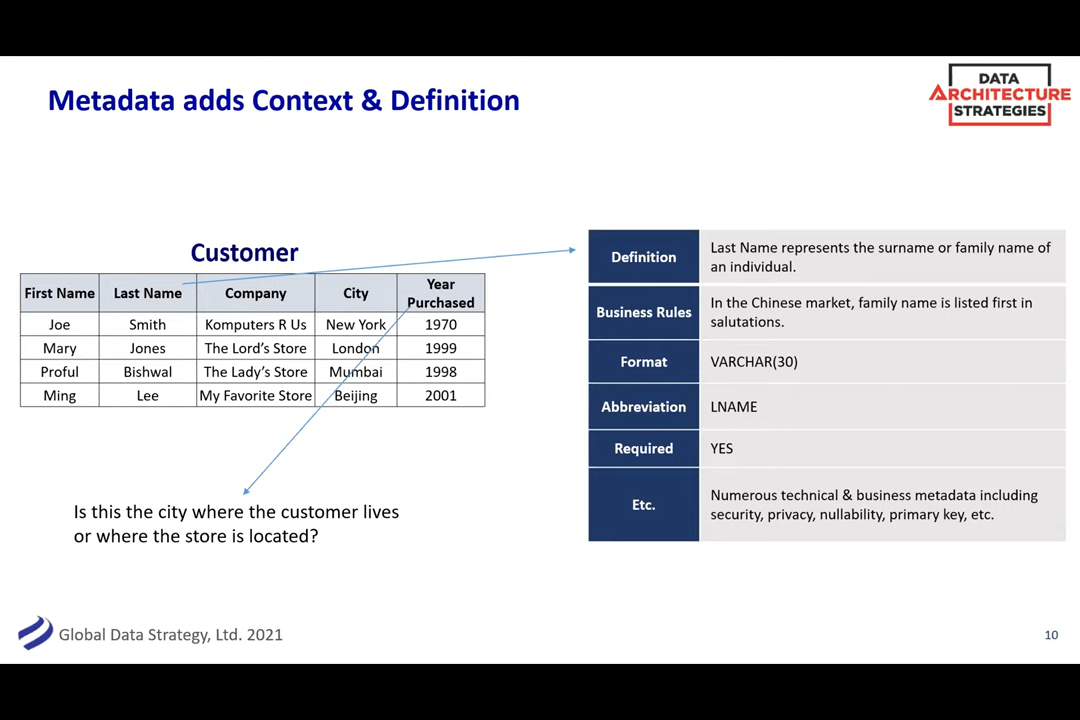 Metadata adds Context & Definition
DATA
ARCHITECTURE
STRATEGIES
Customer
First Name Last Name Company City Year Purchased
Joe Smith Komputers R Us New York 1970
Mary Jones The Lord's Store London 1999
Proful Bishwal The Lady's Store Mumbai 1998
Ming Lee My Favorite Store Beijing 2001
Is this the city where the customer lives
or where the store is located?
Definition
Last Name represents the surname or family name of
an individual.
Business Rules
In the Chinese market, family name is listed first in
salutations.
Format
VARCHAR(30)
Abbreviation
LNAME
Required
YES
Etc.
Numerous technical & business metadata including
security, privacy, nullability, primary key, etc.
Global Data Strategy, Ltd. 2021
10